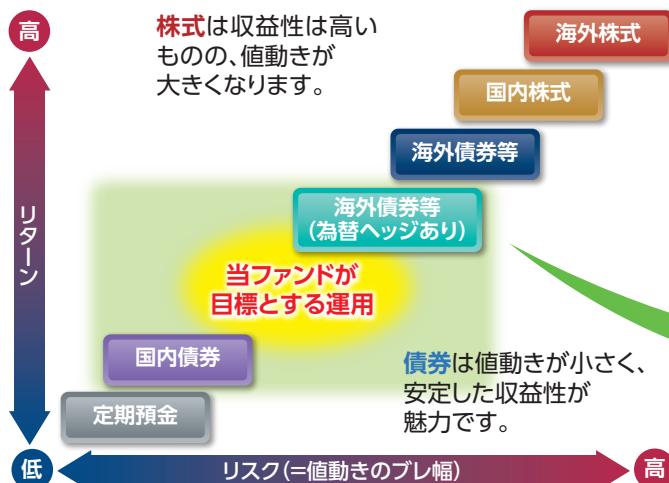 高
株式は収益性は高い
ものの、値動きが
大きくなります。
海外株式
国内株式
海外債券等
海外債券等
(為替ヘッジあり)
リターン
当ファンドが
目標とする運用
国内債券
債券は値動きが小さく、
安定した収益性が
魅力です。
定期預金
低
リスク(=値動きのブレ幅)
高